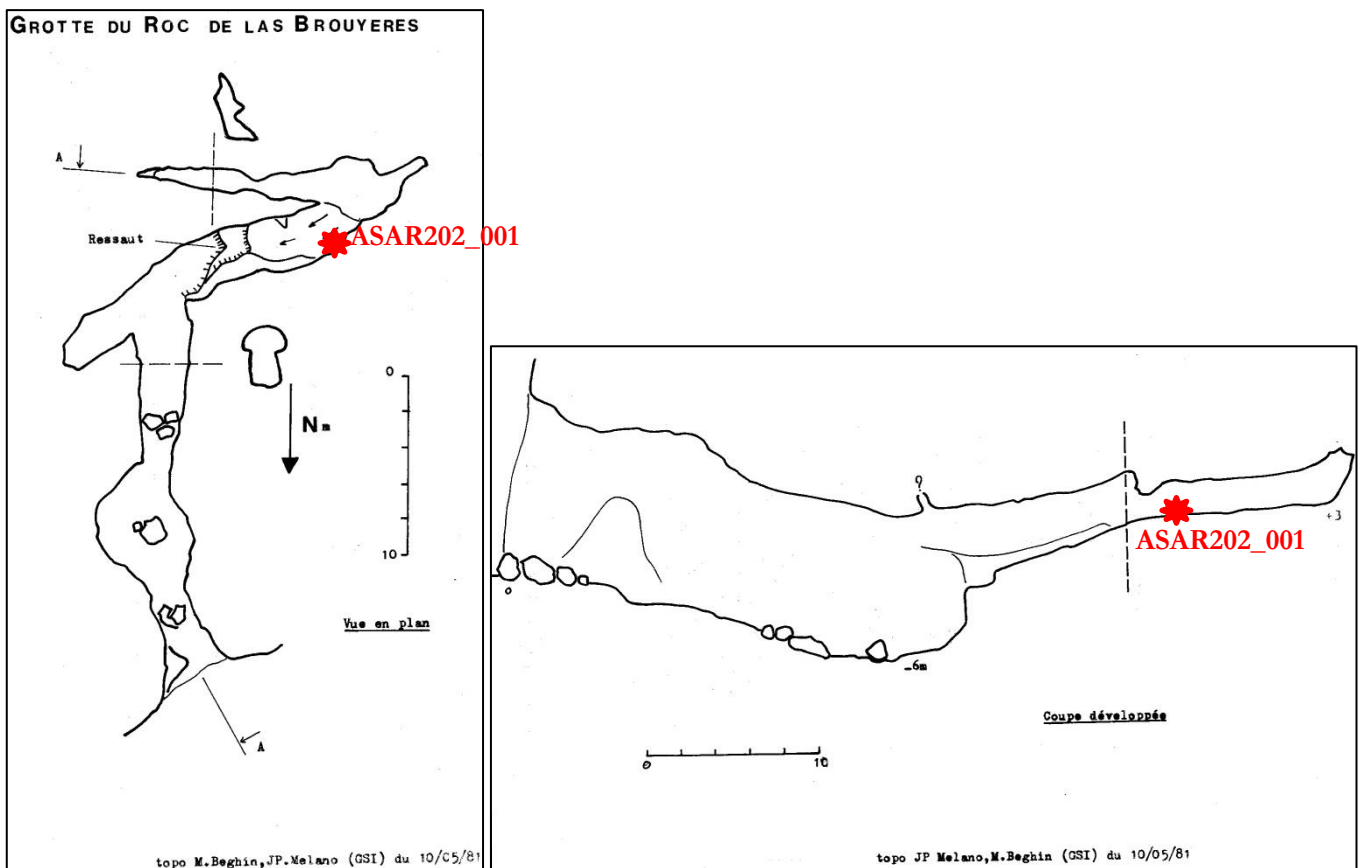 GROTTE DU ROC DE LAS BROUYERES
A
Ressaut
ASAR202_001
0
Nm
10
Vue en plan
A
topo M.Beghin,JP.Melano (GSI) du 10/05/81
?
ASAR202_001
+3
0
-6m
Coupe développée
0
10
topo JP Melano,M.Beghin (GSI) du 10/05/81